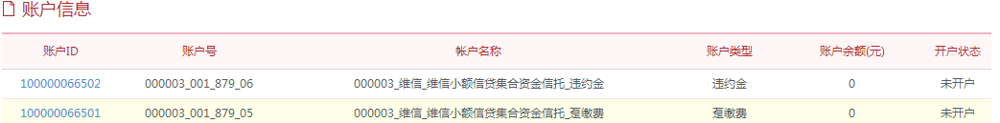 账户信息
账户ID 账户号 帐户名称 账户类型 账户余额(元) 开户状态
100000066502 000003_001_879_06 000003_维信_维信小额信贷集合资金信托_违约金 违约金 0 未开户
100000066501 000003_001_879_05 000003_维信_维信小额信贷集合资金信托_趸缴费 趸缴费 0 未开户